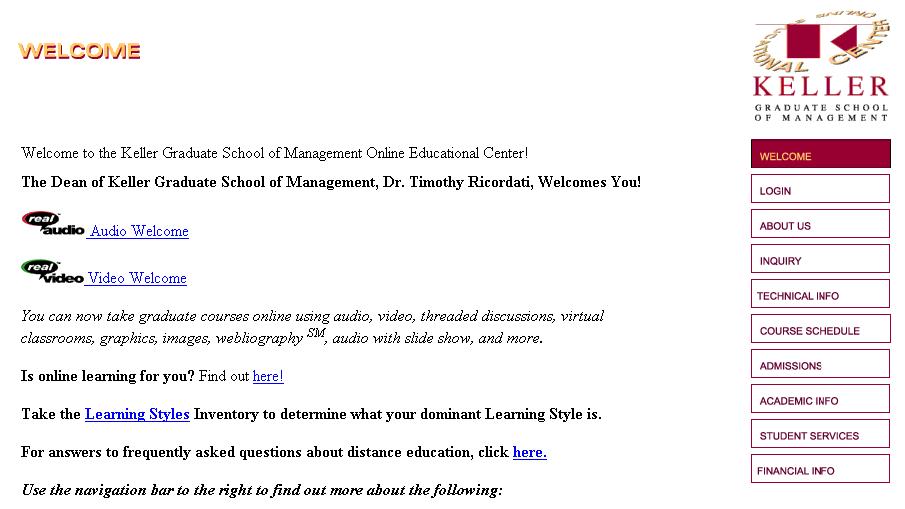 WELCOME
ONLINE
EDUCATIONAL CENTER
KELLER
GRADUATE SCHOOL
OF MANAGEMENT
Welcome to the Keller Graduate School of Management Online Educational Center!
The Dean of Keller Graduate School of Management, Dr. Timothy Ricordati, Welcomes You!
real audio Audio Welcome
real video Video Welcome
You can now take graduate courses online using audio, video, threaded discussions, virtual
classrooms, graphics, images, webliography SM, audio with slide show, and more.
Is online learning for you? Find out here!
Take the Learning Styles Inventory to determine what your dominant Learning Style is.
For answers to frequently asked questions about distance education, click here.
Use the navigation bar to the right to find out more about the following:
WELCOME
LOGIN
ABOUT US
INQUIRY
TECHNICAL INFO
COURSE SCHEDULE
ADMISSIONS
ACADEMIC INFO
STUDENT SERVICES
FINANCIAL INFO